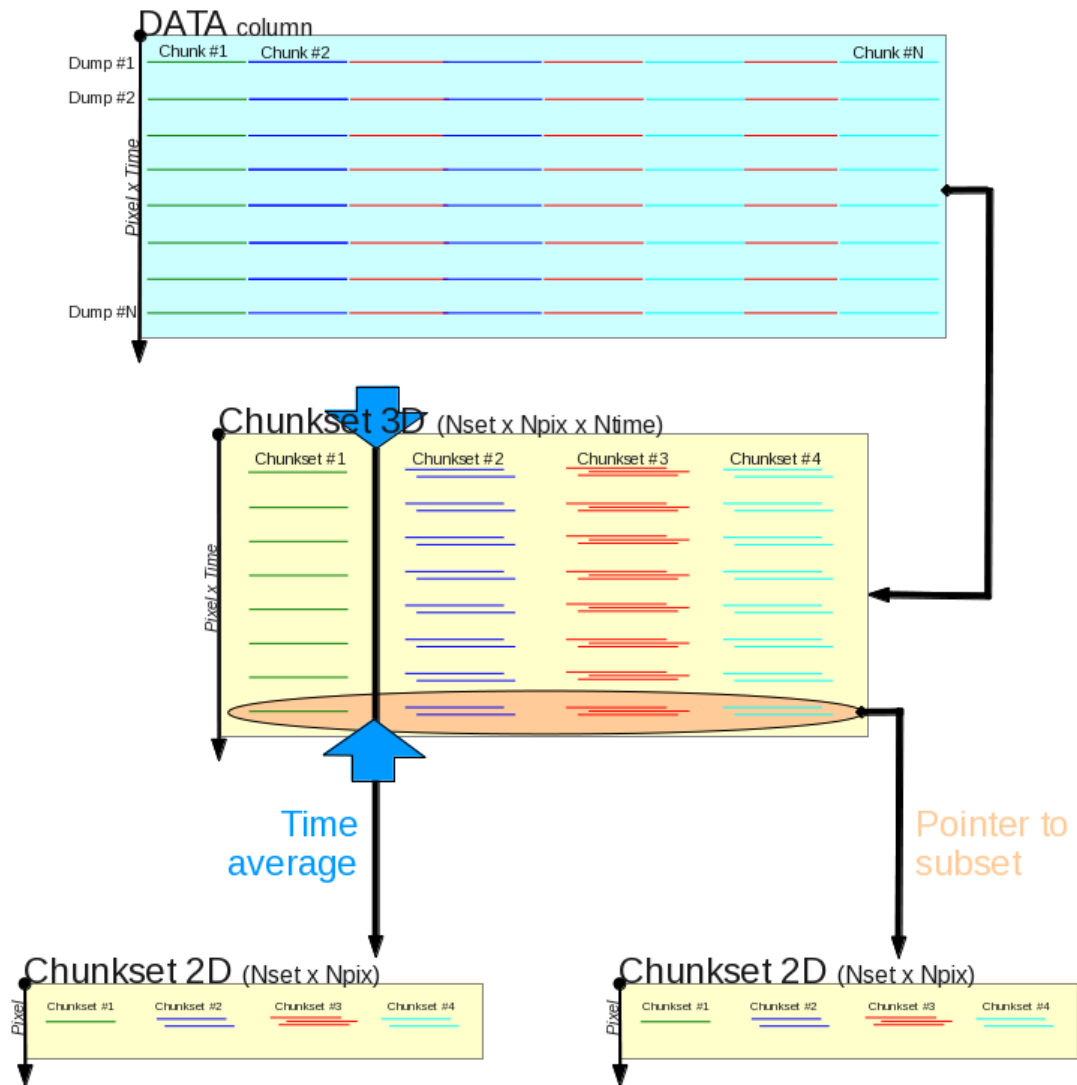 DATA column
Chunk #1 Chunk #2 Chunk #N
Dump #1
Dump #2
Pixel x Time
Dump #N
Chunkset 3D (Nset x Npix x Ntime)
Chunkset #1 Chunkset #2 Chunkset #3 Chunkset #4
Pixel x Time
Time
average
Pointer to
subset
Chunkset 2D (Nset x Npix)
Chunkset #1 Chunkset #2 Chunkset #3 Chunkset #4
Pixel
Chunkset 2D (Nset x Npix)
Chunkset #1 Chunkset #2 Chunkset #3 Chunkset #4
Pixel